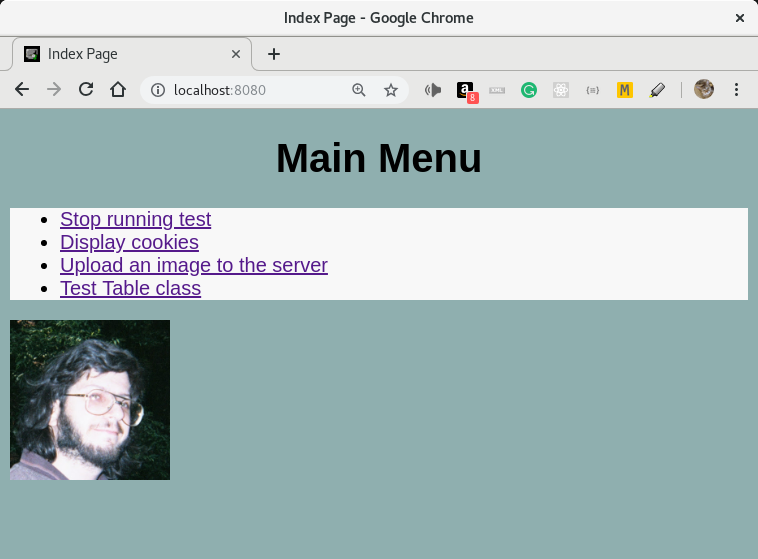 Index Page - Google Chrome
Index Page
localhost:8080
a
8
G
M
Main Menu
Stop running test
Display cookies
Upload an image to the server
Test Table class